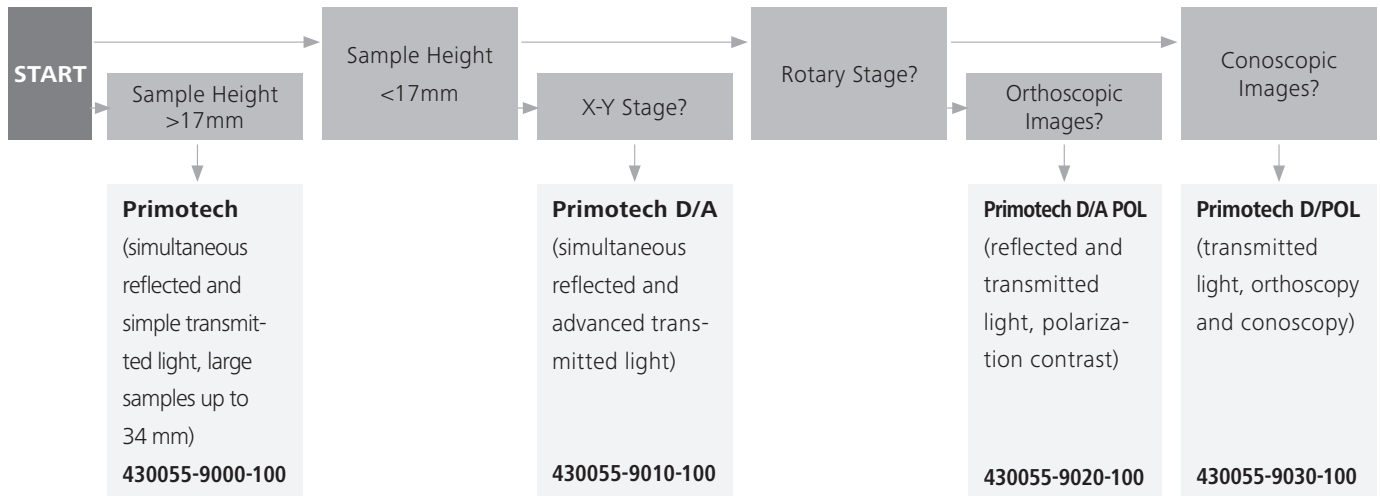 START
Sample Height
>17mm
Sample Height
<17mm
X-Y Stage?
Rotary Stage?
Orthoscopic
Images?
Conoscopic
Images?
Primotech
(simultaneous
reflected and
simple transmit-
ted light, large
samples up to
34 mm)
430055-9000-100
Primotech D/A
(simultaneous
reflected and
advanced trans-
mitted light)
430055-9010-100
Primotech D/A POL
(reflected and
transmitted
light, polariza-
tion contrast)
430055-9020-100
Primotech D/POL
(transmitted
light, orthoscopy
and conoscopy)
430055-9030-100